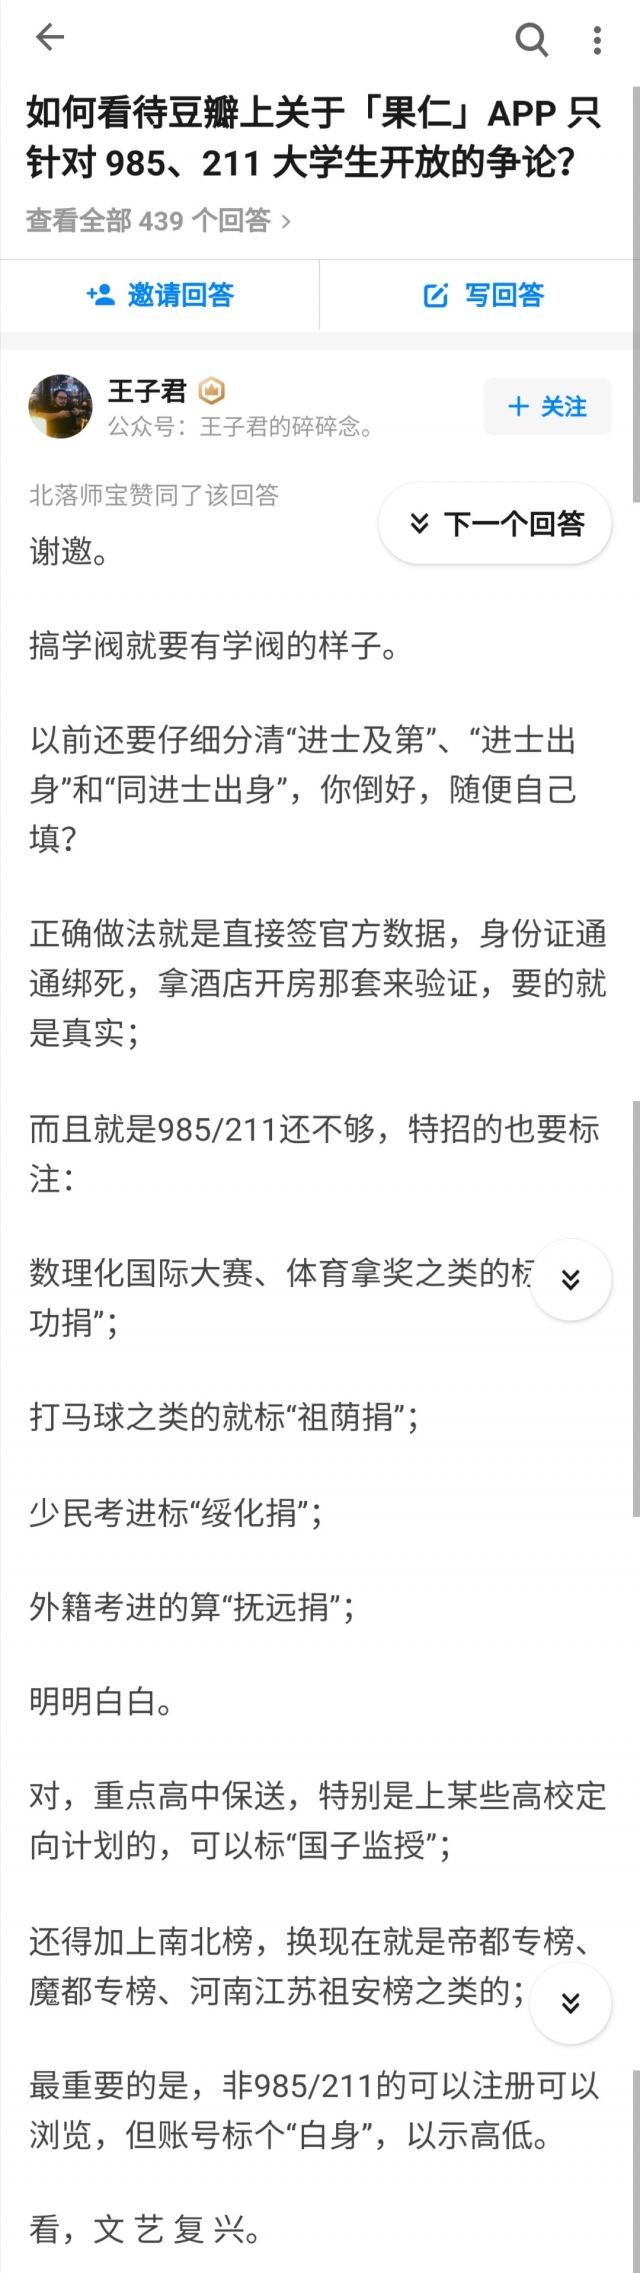 如何看待豆瓣上关于「果仁」APP 只
针对 985、211 大学生开放的争论？
查看全部 439 个回答
邀请回答
写回答
王子君
公众号：王子君的碎碎念。
关注
北落师宝赞同了该回答
下一个回答
谢邀。
搞学阀就要有学阀的样子。
以前还要仔细分清“进士及第”、“进士出
身”和“同进士出身”，你倒好，随便自己
填？
正确做法就是直接签官方数据，身份证通
通绑死，拿酒店开房那套来验证，要的就
是真实；
而且就是985/211还不够，特招的也要标
注：
数理化国际大赛、体育拿奖之类的标
功捐”；
打马球之类的就标“祖荫捐”；
少民考进标“绥化捐”；
外籍考进的算“抚远捐”；
明明白白。
对，重点高中保送，特别是上某些高校定
向计划的，可以标“国子监授”；
还得加上南北榜，换现在就是帝都专榜、
魔都专榜、河南江苏祖安榜之类的；
最重要的是，非985/211的可以注册可以
浏览，但账号标个“白身”，以示高低。
看，文 艺 复 兴。